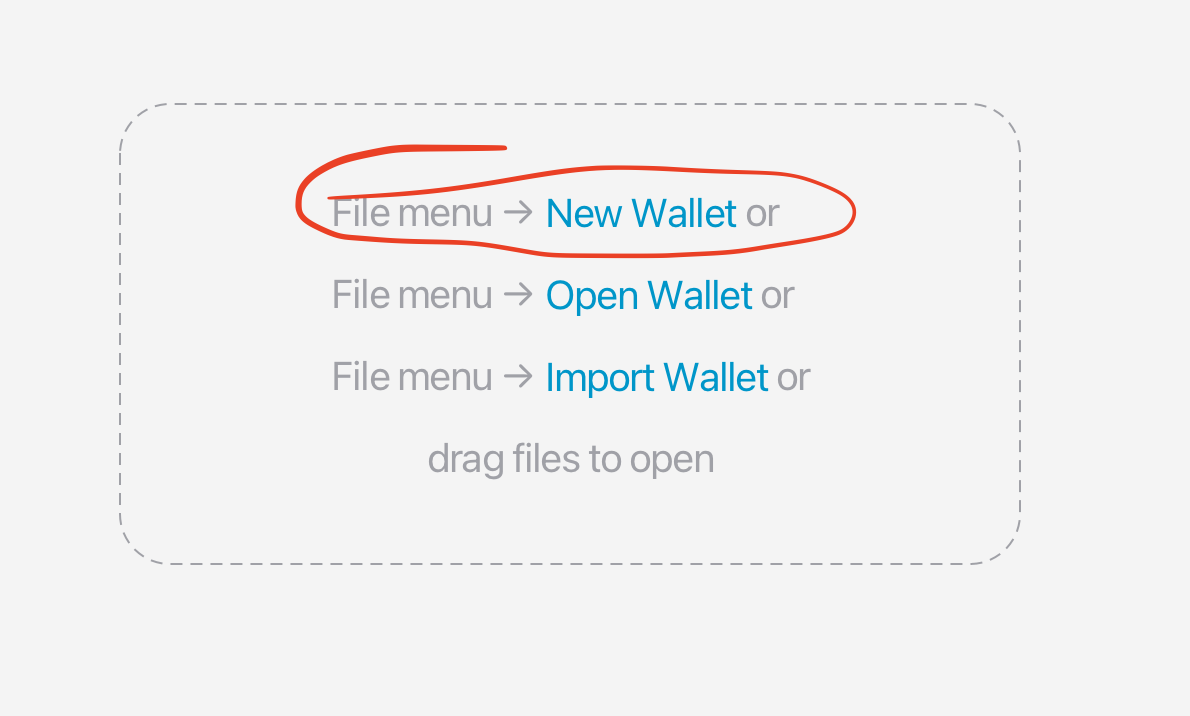 File menu → New Wallet or
File menu → Open Wallet or
File menu → Import Wallet or
drag files to open